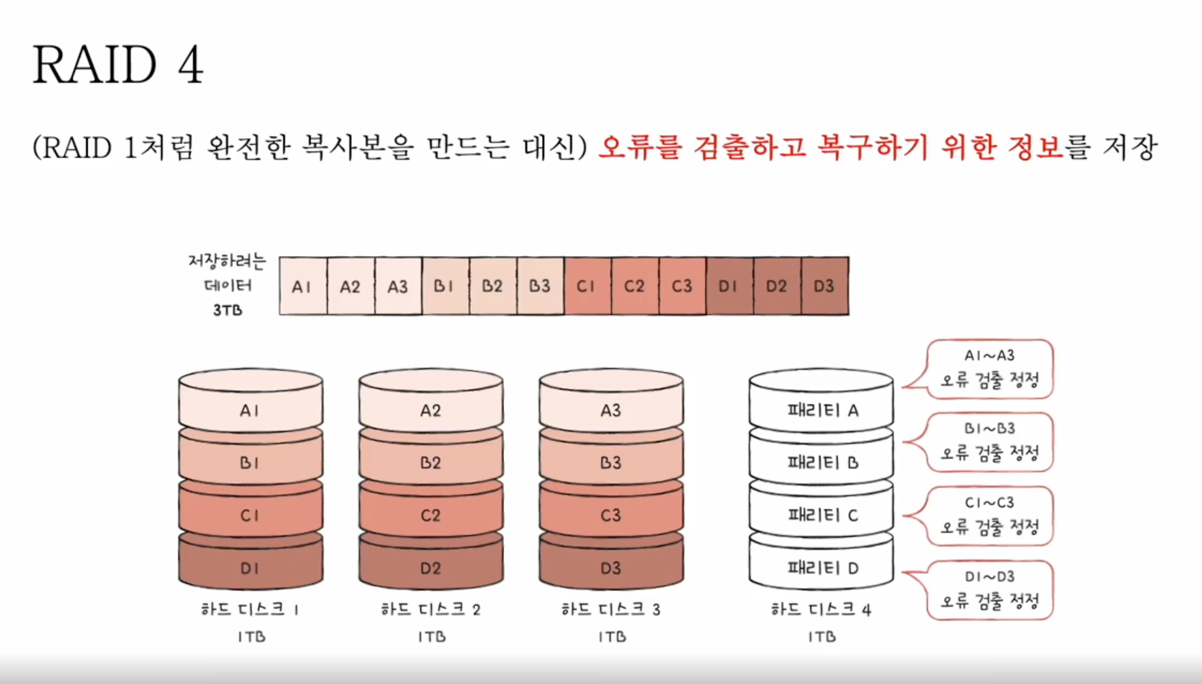 RAID 4
(RAID 1처럼 완전한 복사본을 만드는 대신) 오류를 검출하고 복구하기 위한 정보를 저장
저장하려는
데이터
3TB
A1 A2 A3 B1 B2 B3 C1 C2 C3 D1 D2 D3
A1 A2 A3 패리티 A
B1 B2 B3 패리티 B
C1 C2 C3 패리티 C
D1 D2 D3 패리티 D
A1~A3
오류 검출 정정
B1~B3
오류 검출 정정
C1~C3
오류 검출 정정
D1~D3
오류 검출 정정
하드 디스크 1 하드 디스크 2 하드 디스크 3 하드 디스크 4
1TB 1TB 1TB 1TB